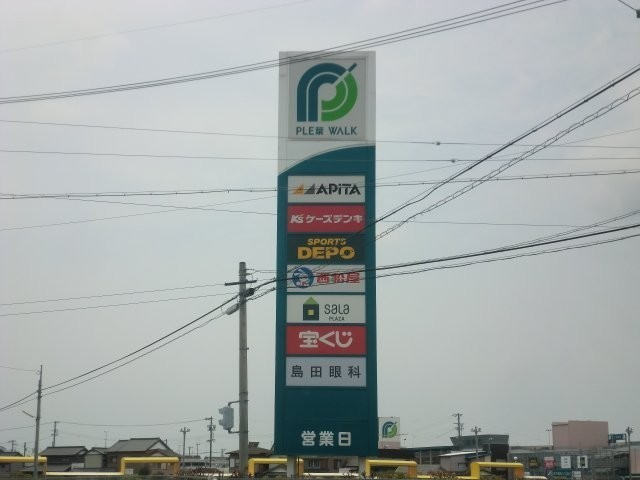 PLE葉 WALK
APiTA
K's ケーズデンキ
SPORTS
DEPO
西松屋
sala
PLAZA
宝くじ
島田眼科
営業日